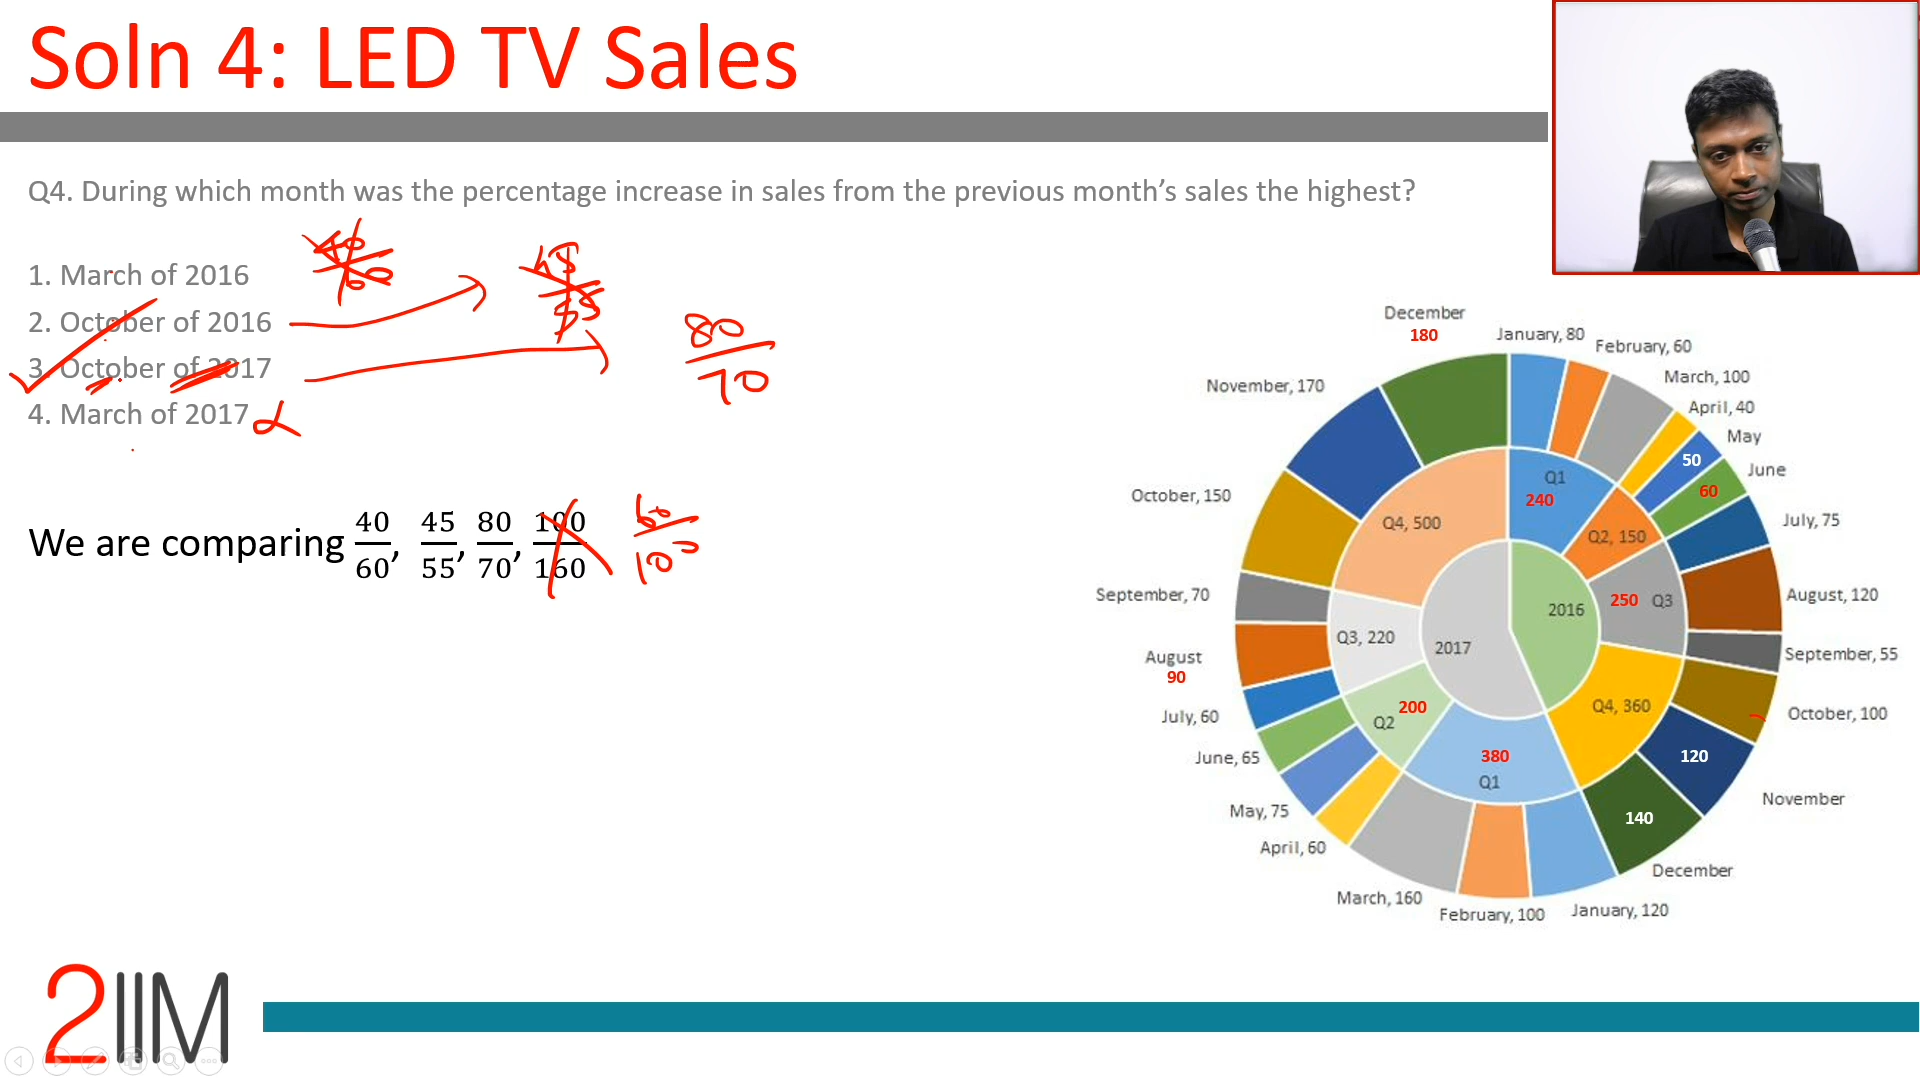 Soln 4: LED TV Sales
Q4. During which month was the percentage increase in sales from the previous month's sales the highest?
1. March of 2016
2. October of 2016
3. October of 2017
4. March of 2017
40
60
45
55
80
70
We are comparing 40/60, 45/55, 80/70, 100/160
60
100
December
180
January, 80
February, 60
March, 100
April, 40
May
50
June
60
July, 75
August, 120
September, 55
October, 100
November
120
December
140
January, 120
February, 100
March, 160
April, 60
May, 75
June, 65
July, 60
August
90
September, 70
October, 150
November, 170
Q1
240
Q2, 150
250 Q3
Q4, 360
380
Q1
200
Q2
Q3, 220
Q4, 500
2016
2017
2IIM